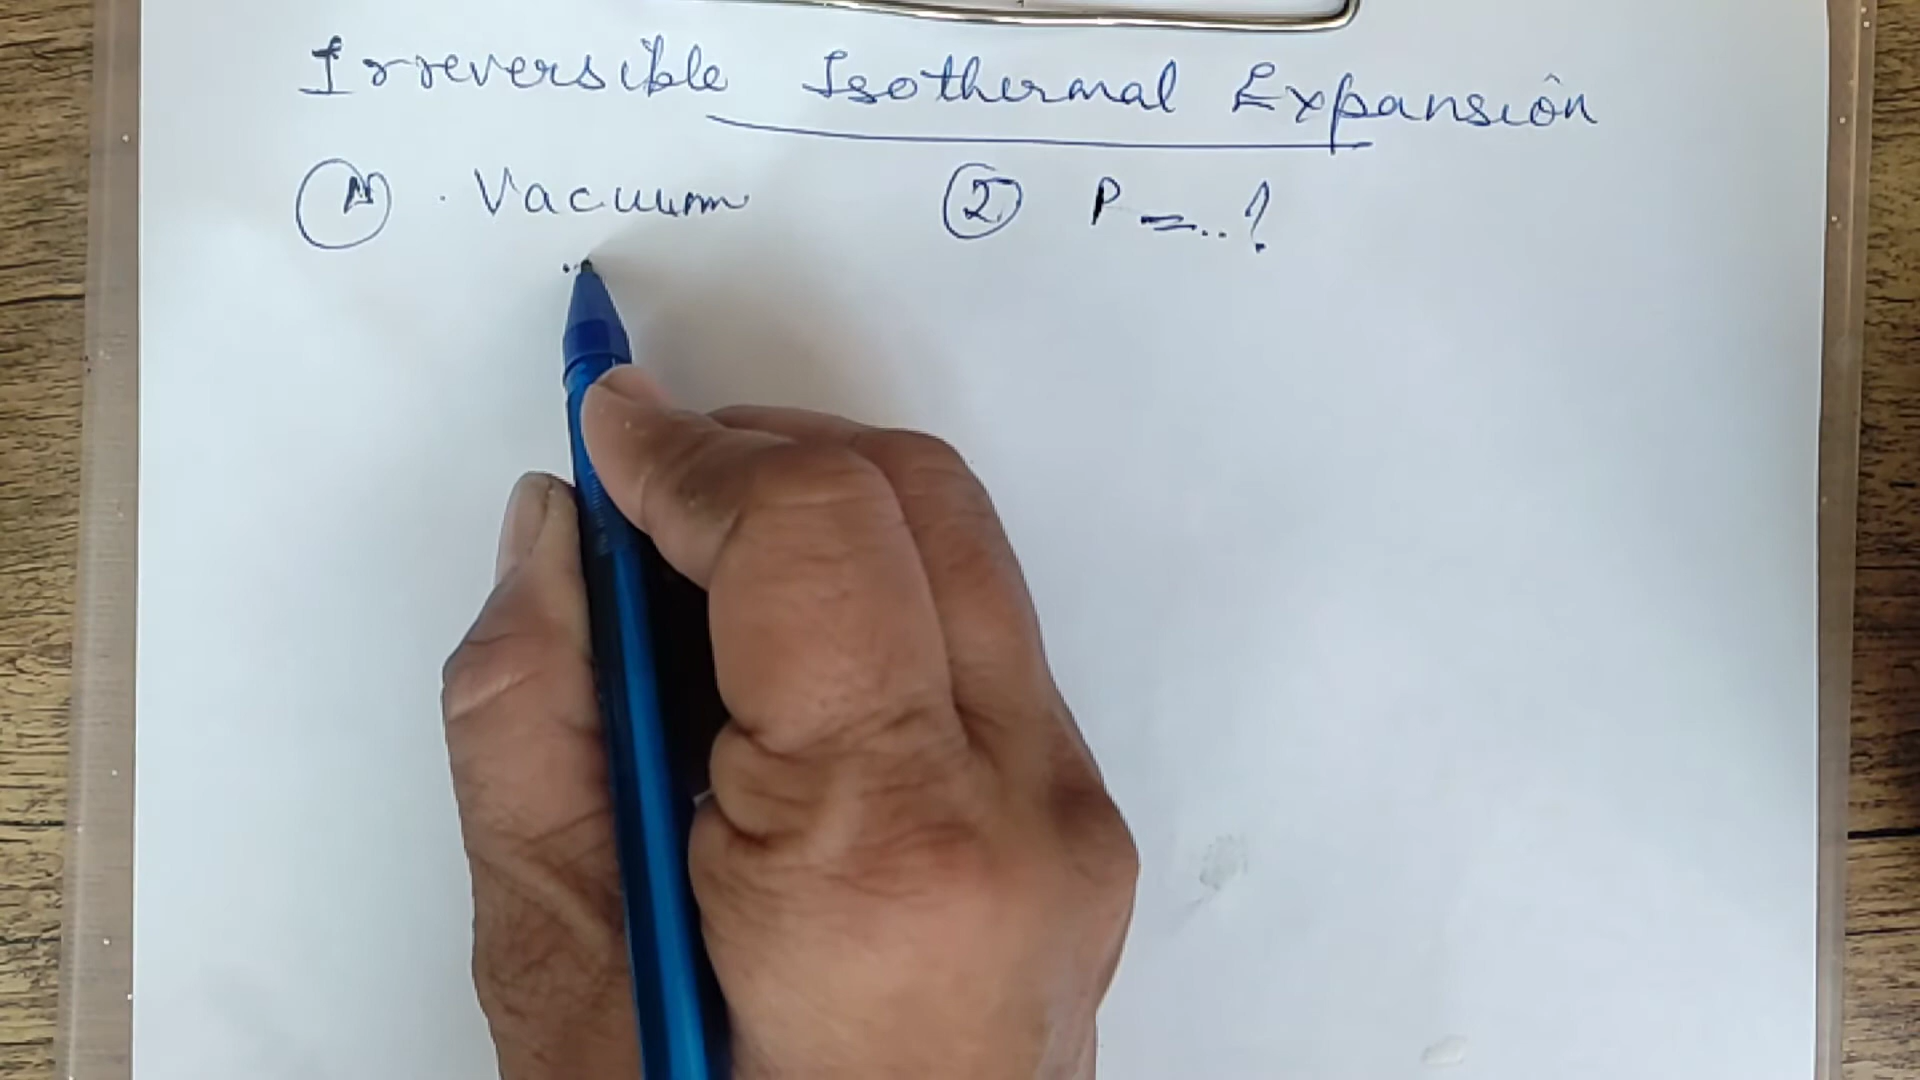 Irreversible Isothermal Expansion
① Vacuum ② P = ..?